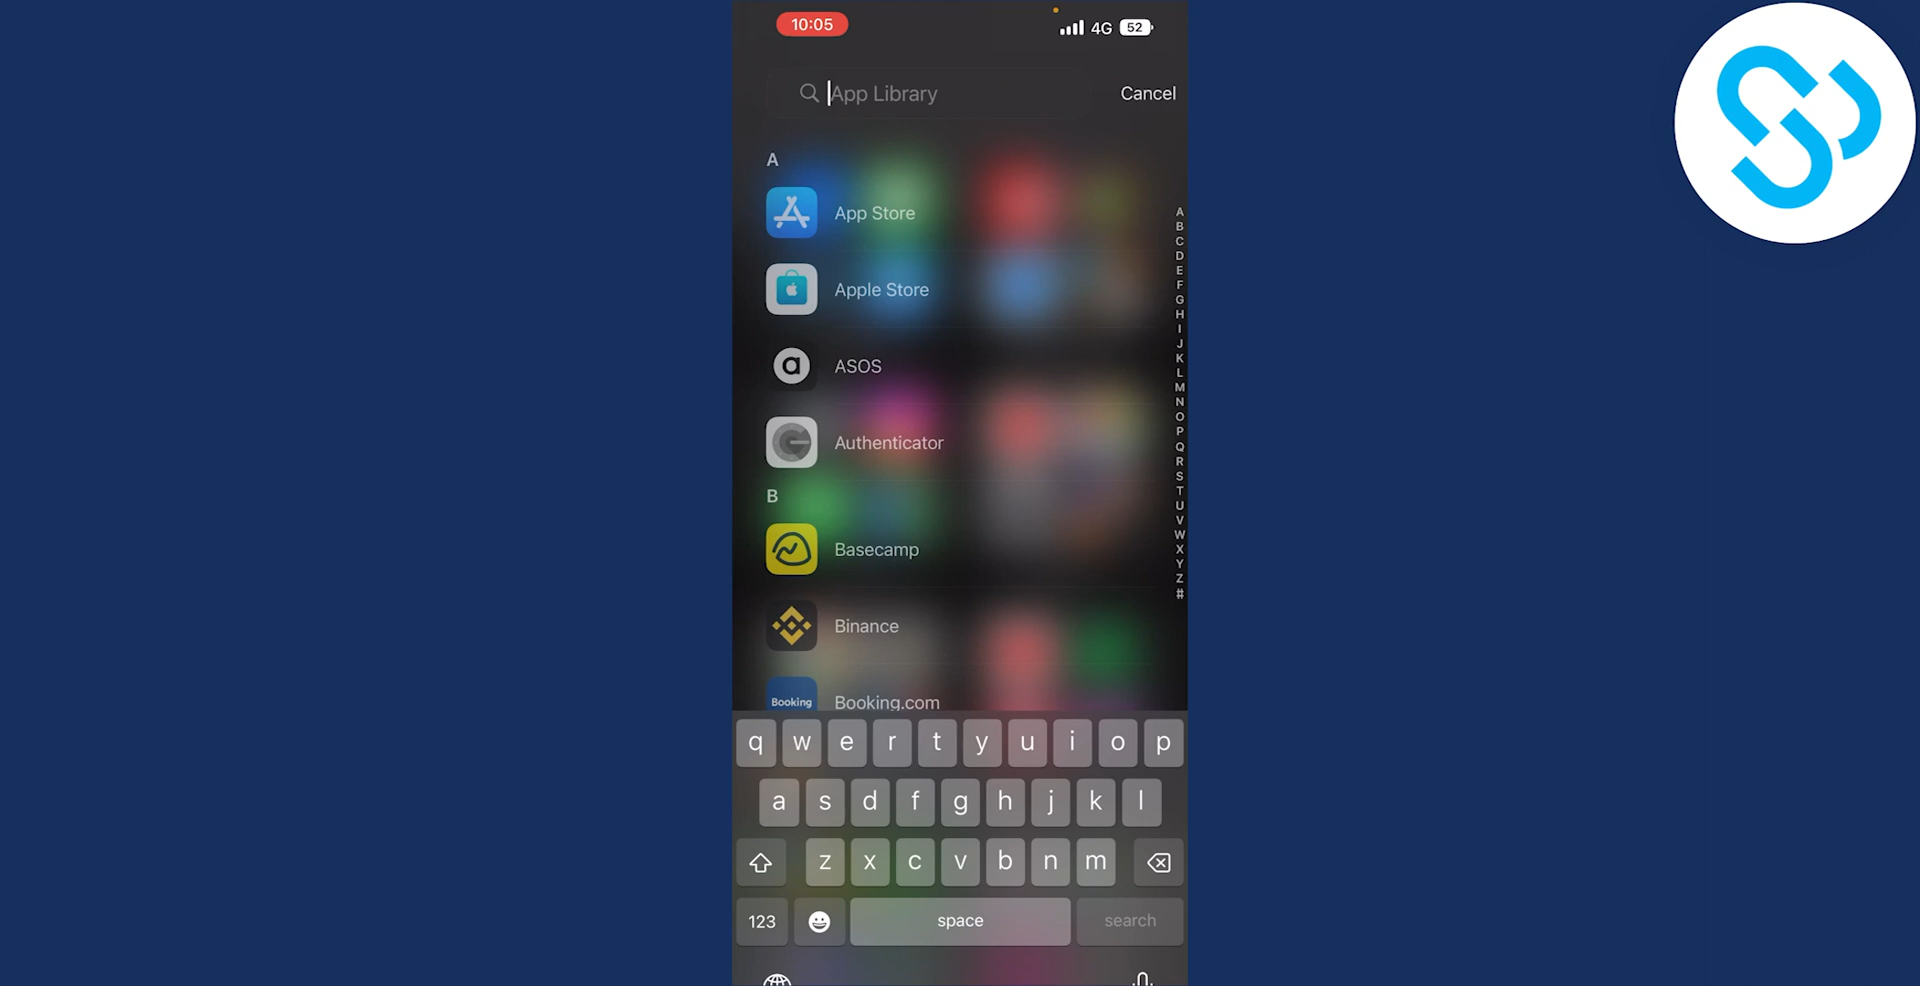 10:05
4G 52
App Library
Cancel
A
App Store
Apple Store
ASOS
Authenticator
B
Basecamp
Binance
Booking
Booking.com
A
B
C
D
E
F
G
H
I
J
K
L
M
N
O
P
Q
R
S
T
U
V
W
X
Y
Z
#
q w e r t y u i o p
a s d f g h j k l
z x c v b n m
123 space search